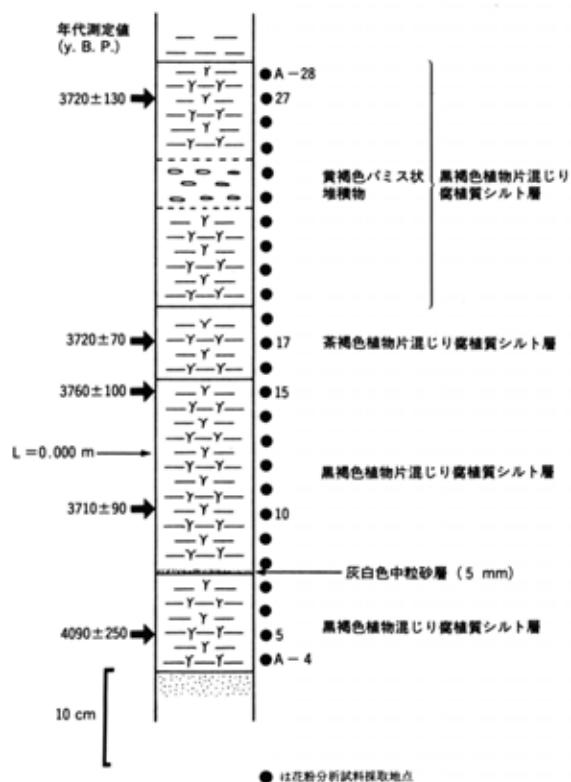 年代測定値
(y. B. P.)
A－28
3720±130
27
黄褐色パミス状
堆積物
黒褐色植物片混じり
腐植質シルト層
3720±70
17
茶褐色植物片混じり腐植質シルト層
3760±100
15
L＝0.000 m
黒褐色植物片混じり腐植質シルト層
3710±90
10
灰白色中粒砂層（5 mm）
4090±250
5
黒褐色植物混じり腐植質シルト層
A－4
10 cm
●は花粉分析試料採取地点